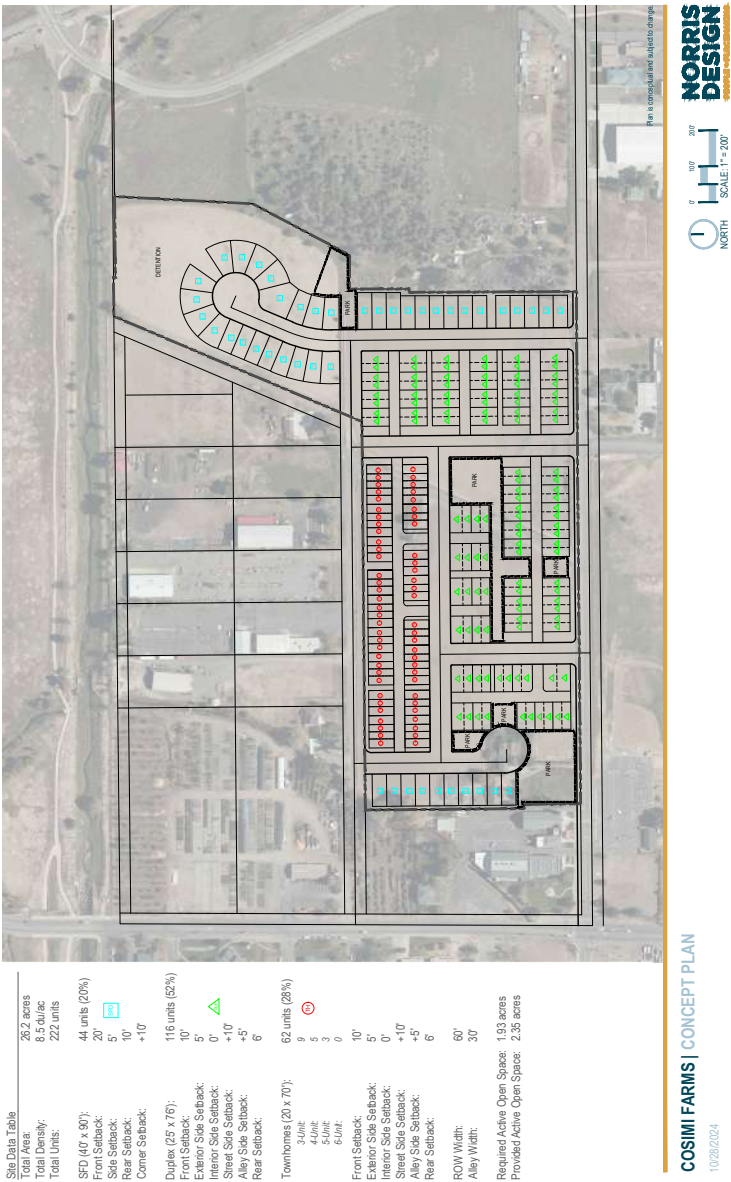 Site Data Table
Total Area: 26.2 acres
Total Density: 8.5 du/ac
Total Units: 222 units
SFD (40' x 90'): 44 units (20%)
Front Setback: 20'
Side Setback: 5'
Rear Setback: 10'
Corner Setback: +10'
Duplex (25' x 76'): 116 units (52%)
Front Setback: 10'
Exterior Side Setback: 5'
Interior Side Setback: 0'
Street Side Setback: +10'
Alley Side Setback: +5'
Rear Setback: 6'
Townhomes (20 x 70'): 62 units (28%)
3-Unit: 9
4-Unit: 5
5-Unit: 3
6-Unit: 0
Front Setback: 10'
Exterior Side Setback: 5'
Interior Side Setback: 0'
Street Side Setback: +10'
Alley Side Setback: +5'
Rear Setback: 6'
ROW Width: 60'
Alley Width: 30'
Required Active Open Space: 1.93 acres
Provided Active Open Space: 2.35 acres
DETENTION
PARK
PARK
PARK
PARK
PARK
PARK
Plan is conceptual and subject to change.
COSIMI FARMS | CONCEPT PLAN
10/28/2024
NORTH
0' 100' 200'
SCALE: 1" = 200'
NORRIS
DESIGN